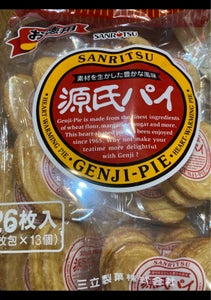 お徳用
SANRITSU
SANRITSU
素材を生かした豊かな風味
源氏パイ
HEART-WARMING PIE
HEART-WARMING PIE
Genji-Pie is made from the finest ingredients
of wheat flour, margarine, sugar and more.
This heart pie has been enjoyed
since 1965. Why not make your
teatime more delightful
with Genji ?
GENJI-PIE
26枚入
枚包×13個
三立製菓株式会社